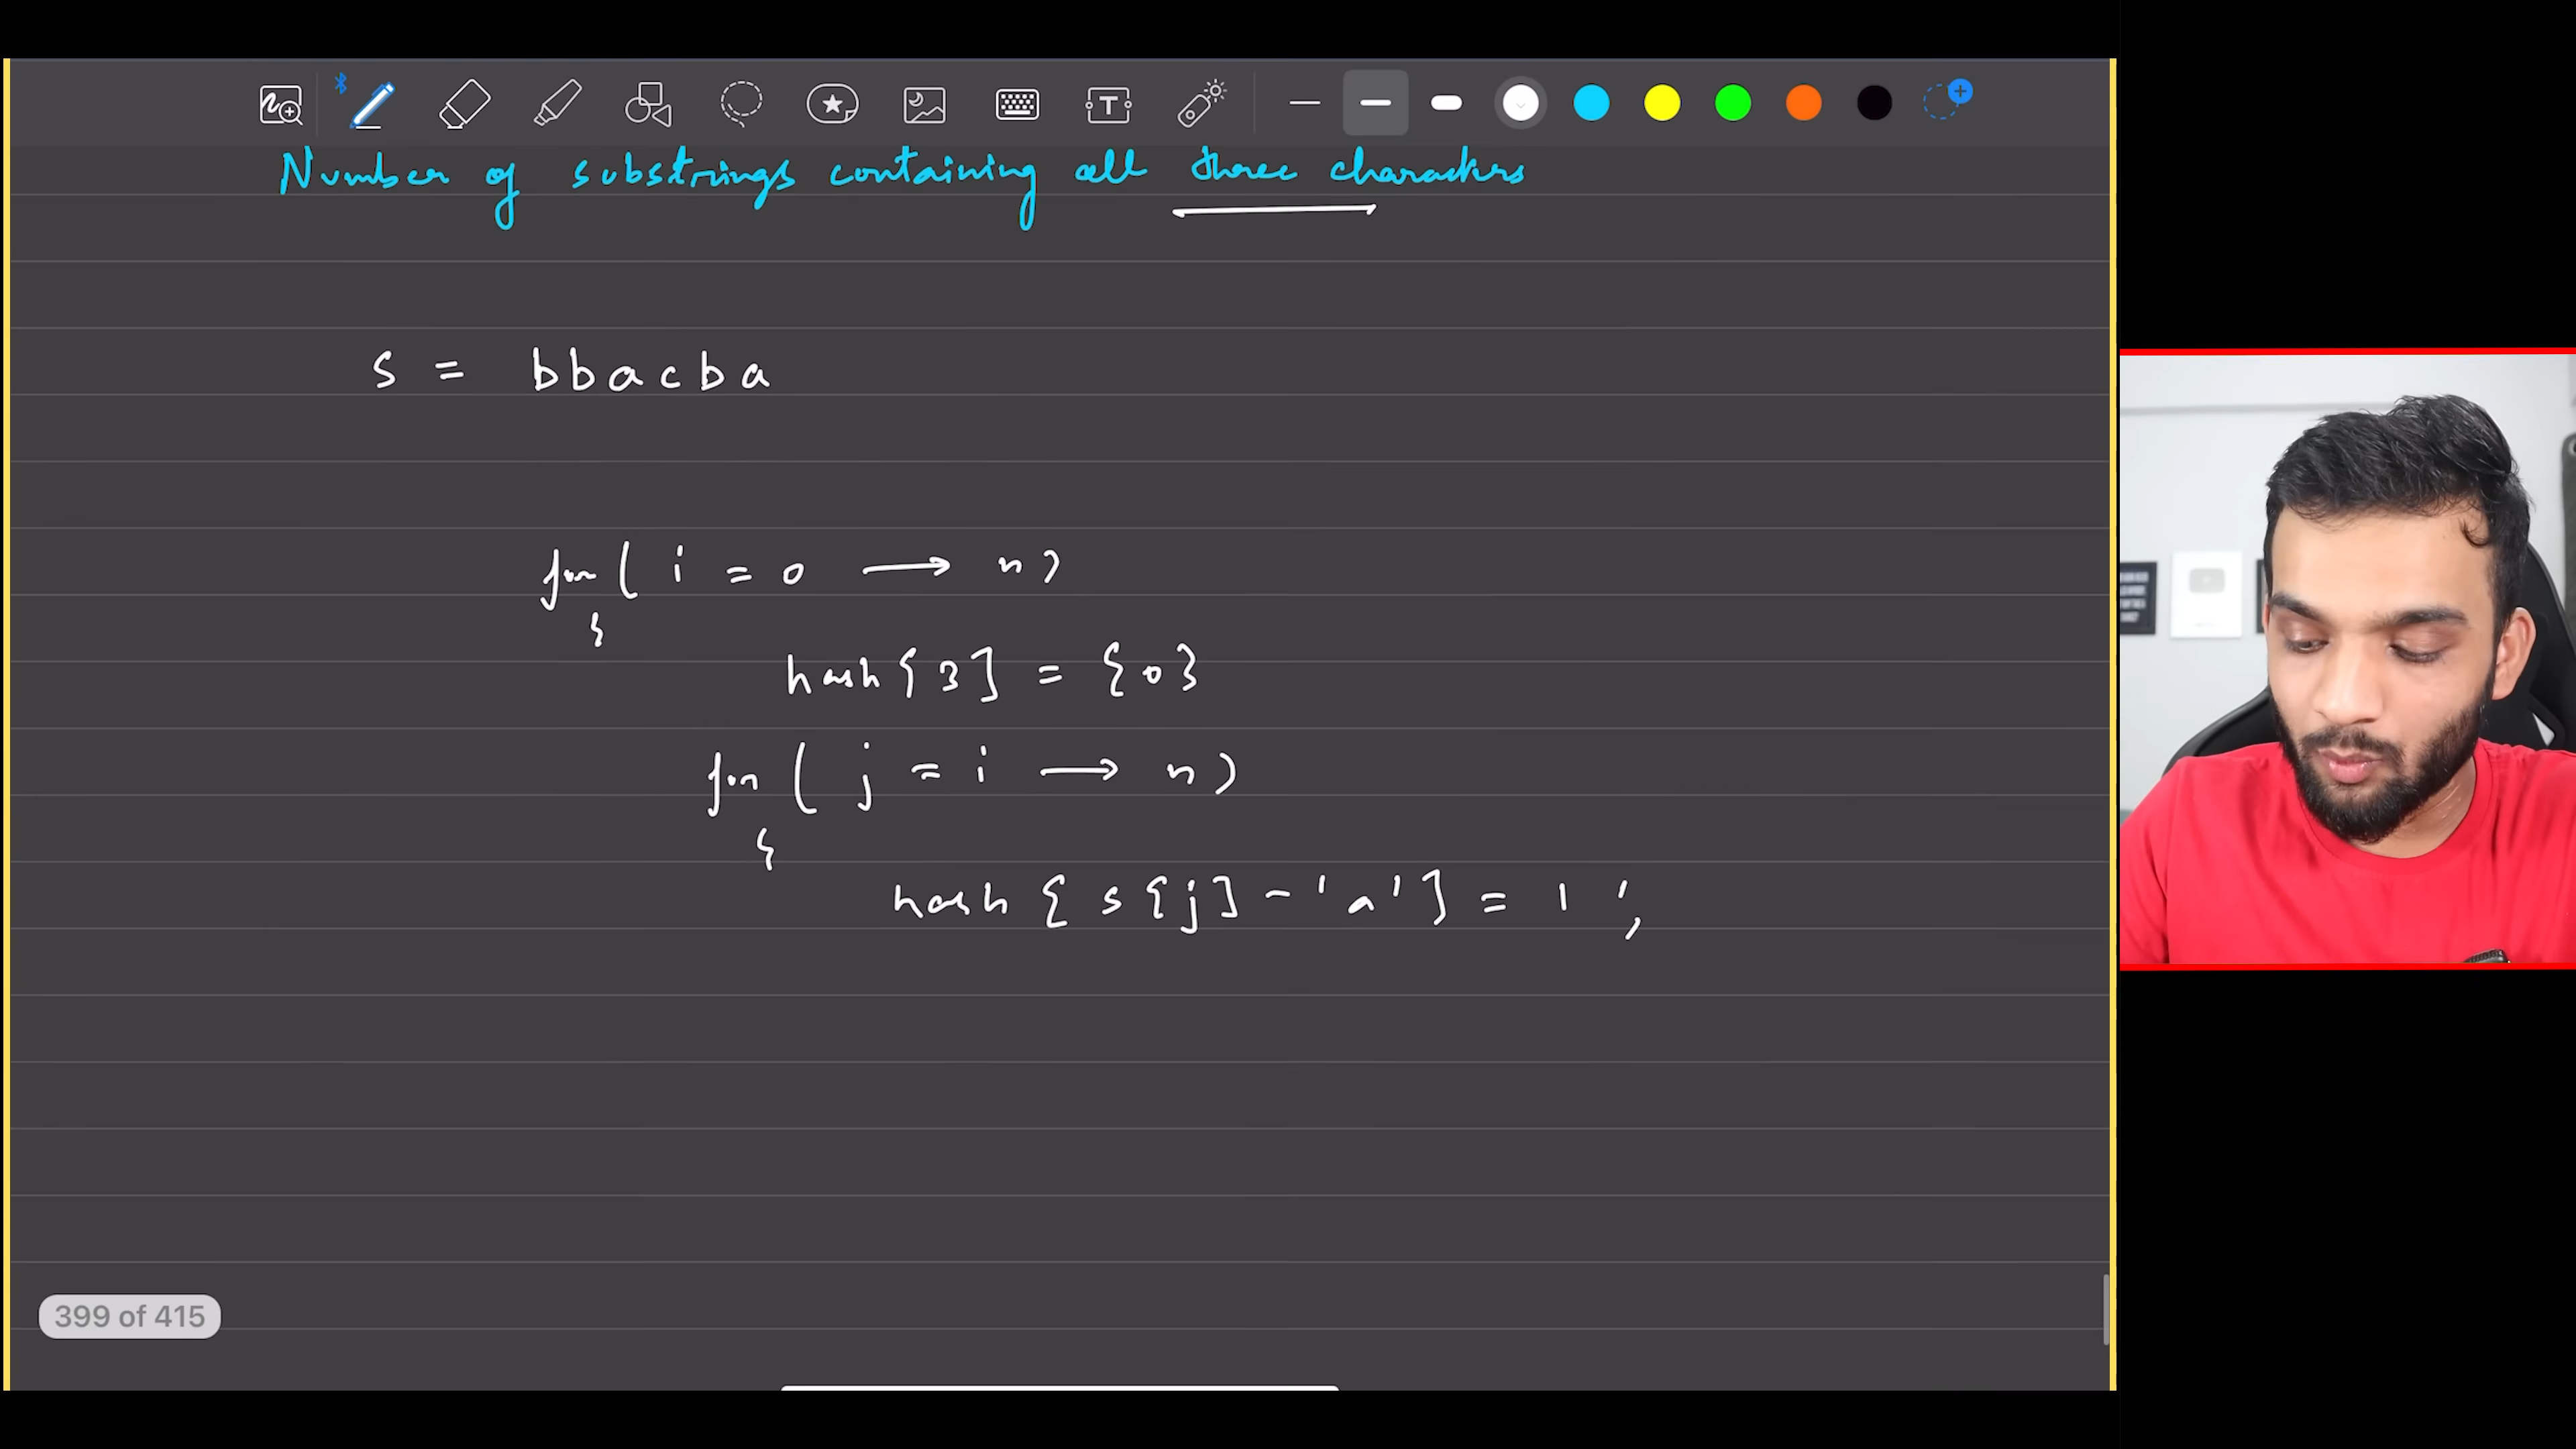 Number of substrings containing all three characters
s = bbacba
for ( i = 0 → n )
{
hash [ 3 ] = { 0 }
for ( j = i → n )
{
hash [ s [ j ] - 'a' ] = 1 ;
399 of 415